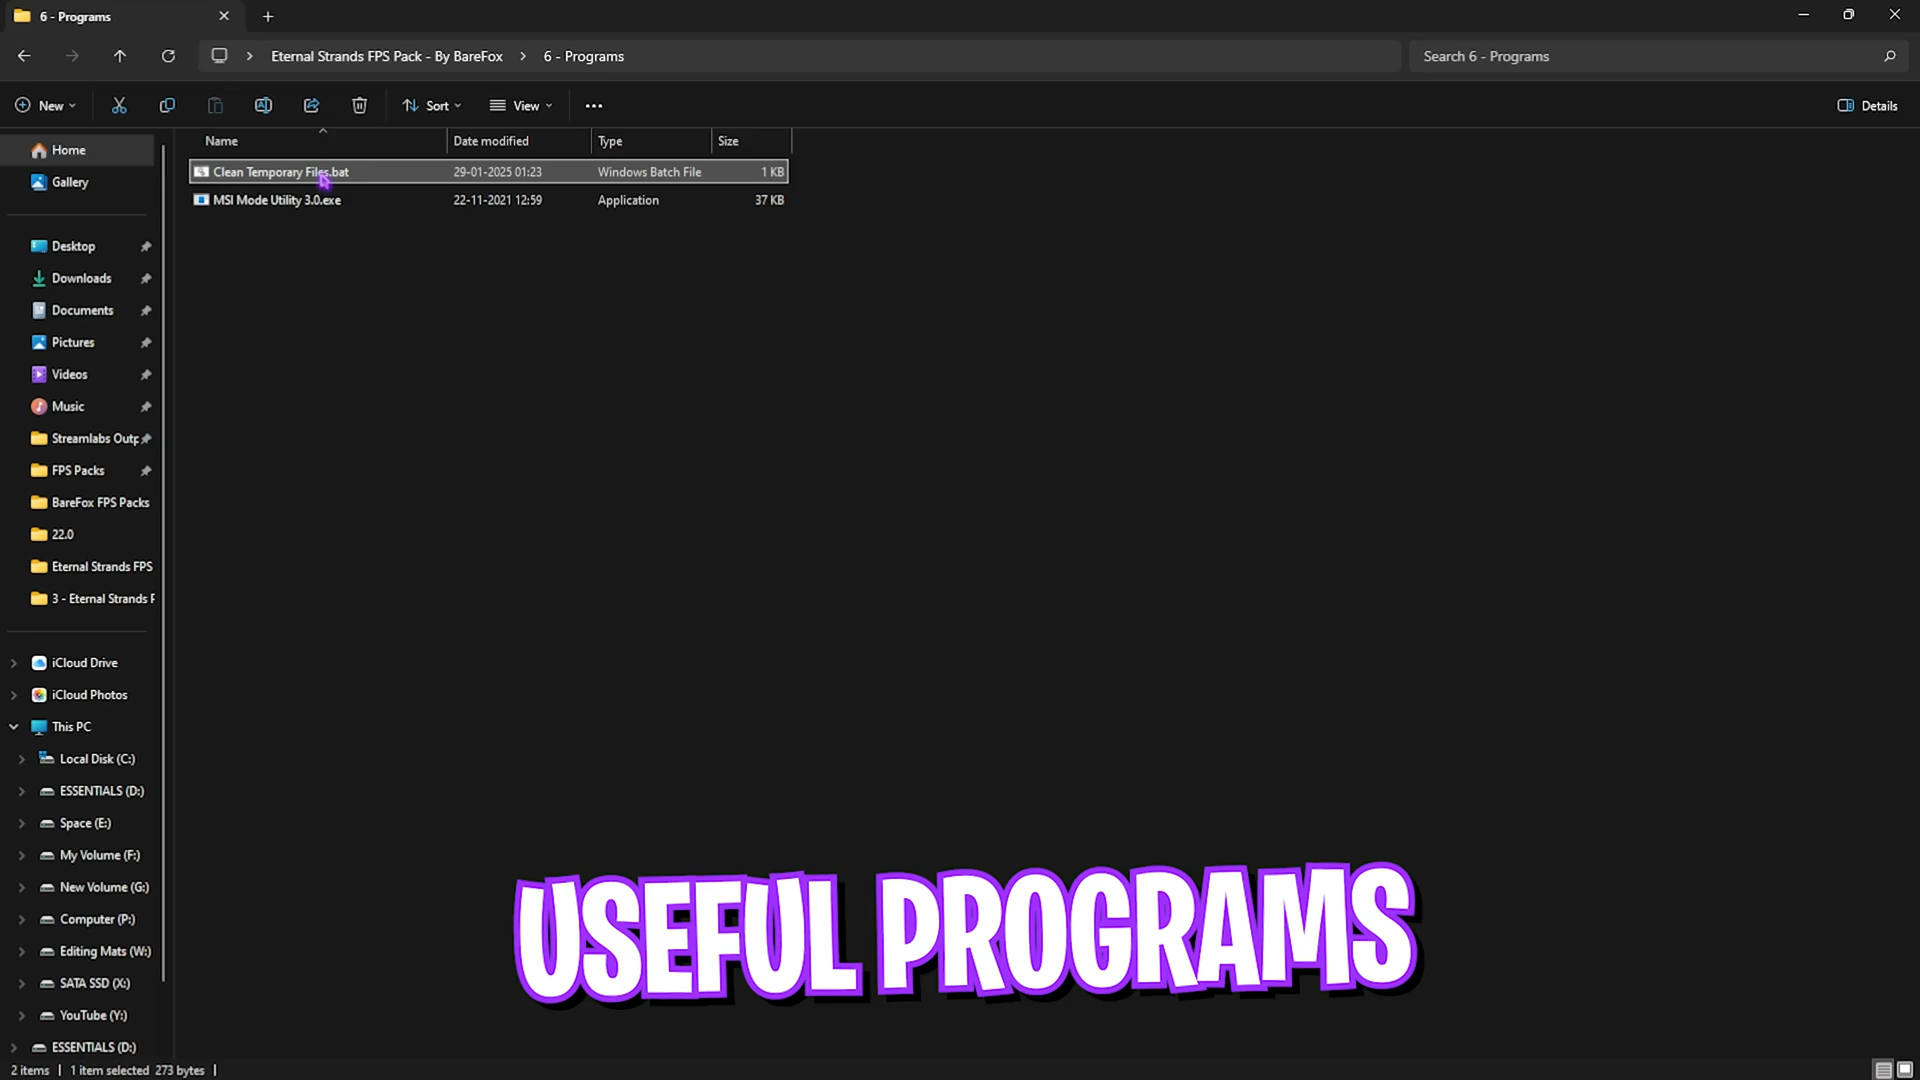 6 - Programs
Eternal Strands FPS Pack - By BareFox
6 - Programs
Search 6 - Programs
New
Sort
View
Details
Name
Date modified
Type
Size
Clean Temporary Files.bat
29-01-2025 01:23
Windows Batch File
1 KB
MSI Mode Utility 3.0.exe
22-11-2021 12:59
Application
37 KB
Home
Gallery
Desktop
Downloads
Documents
Pictures
Videos
Music
Streamlabs Outp
FPS Packs
BareFox FPS Packs
22.0
Eternal Strands FPS
3 - Eternal Strands F
iCloud Drive
iCloud Photos
This PC
Local Disk (C:)
ESSENTIALS (D:)
Space (E:)
My Volume (F:)
New Volume (G:)
Computer (P:)
Editing Mats (W:)
SATA SSD (X:)
YouTube (Y:)
ESSENTIALS (D:)
USEFUL PROGRAMS
2 items
1 item selected 273 bytes